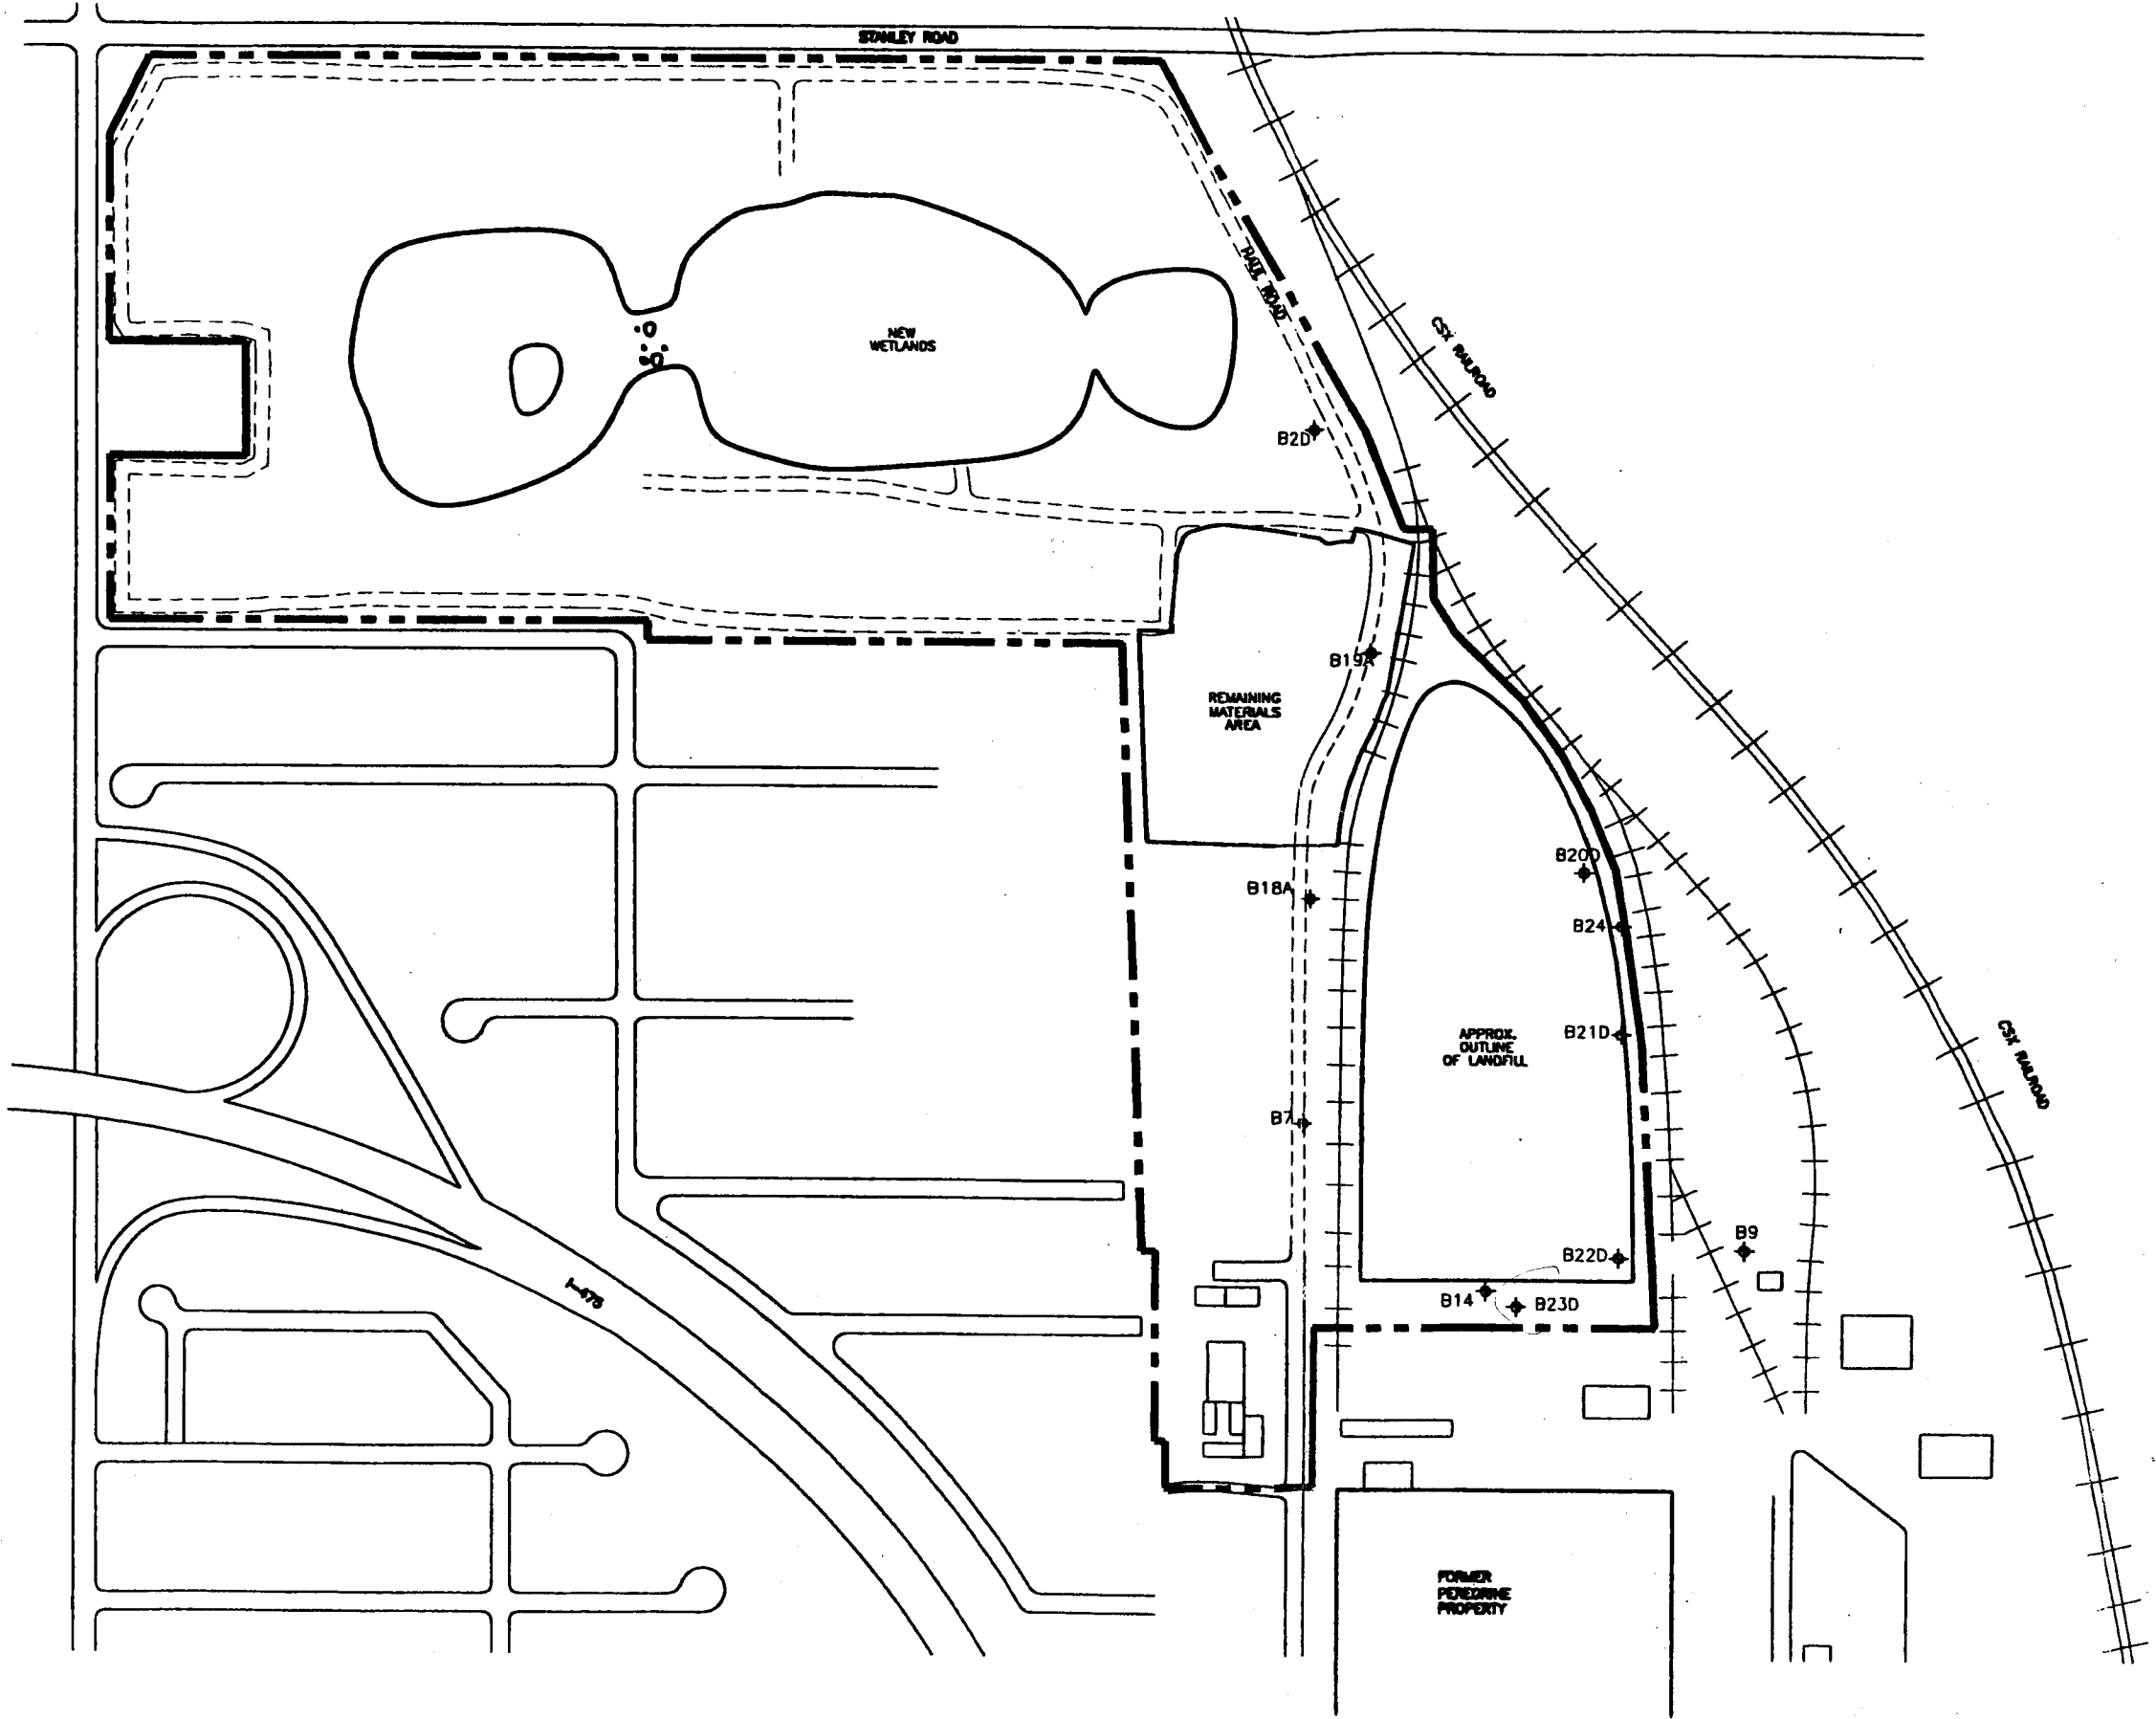 STANLEY ROAD
HAUL ROAD
CSX RAILROAD
NEW
WETLANDS
B2D
B19A
REMAINING
MATERIALS
AREA
B20D
B18A
B24
CSX RAILROAD
APPROX.
OUTLINE
OF LANDFILL
B21D
B7
B9
B22D
I-475
B14
B23D
FORMER
PEREGRINE
PROPERTY